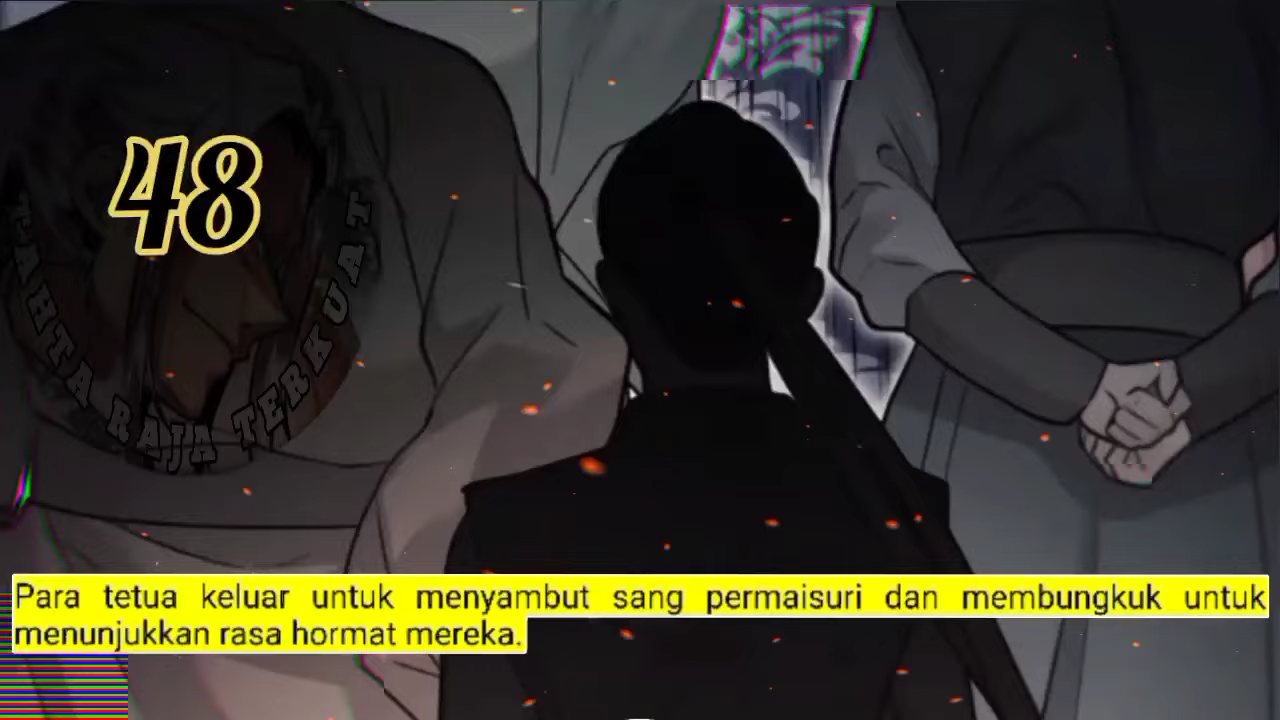 48
TAHTA RAJA TERKUAT
Para tetua keluar untuk menyambut sang permaisuri dan membungkuk untuk
menunjukkan rasa hormat mereka.